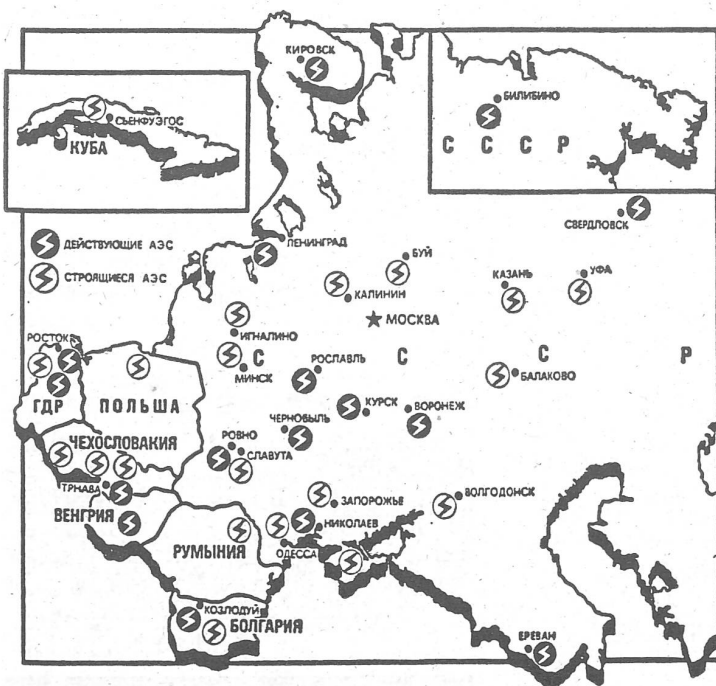 КИРОВСК
БИЛИБИНО
СЬЕНФУЭГОС
КУБА
С С С Р
СВЕРДЛОВСК
ДЕЙСТВУЮЩИЕ АЭС
СТРОЯЩИЕСЯ АЭС
ЛЕНИНГРАД
БУЙ
КАЗАНЬ
УФА
КАЛИНИН
МОСКВА
ИГНАЛИНО
РОСТОК
МИНСК
С С С Р
РОСЛАВЛЬ
БАЛАКОВО
ГДР
ПОЛЬША
КУРСК
ВОРОНЕЖ
ЧЕРНОВЫЛЬ
ЧЕХОСЛОВАКИЯ
РОВНО
СЛАВУТА
ТРНАВА
ЗАПОРОЖЬЕ
ВОЛГОДОНСК
ВЕНГРИЯ
НИКОЛАЕВ
РУМЫНИЯ
ОДЕССА
КОЗЛОДУЙ
БОЛГАРИЯ
ЕРЕВАН